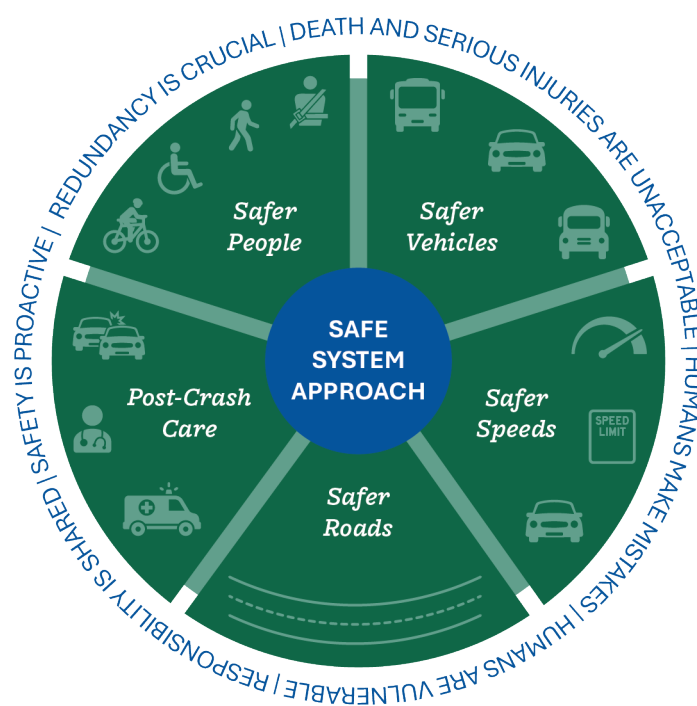 DEATH AND SERIOUS INJURIES ARE UNACCEPTABLE | HUMANS MAKE MISTAKES | HUMANS ARE VULNERABLE | RESPONSIBILITY IS SHARED | SAFETY IS PROACTIVE | REDUNDANCY IS CRUCIAL |
Safer
People
Safer
Vehicles
SAFE
SYSTEM
APPROACH
Post-Crash
Care
Safer
Speeds
SPEED
LIMIT
Safer
Roads